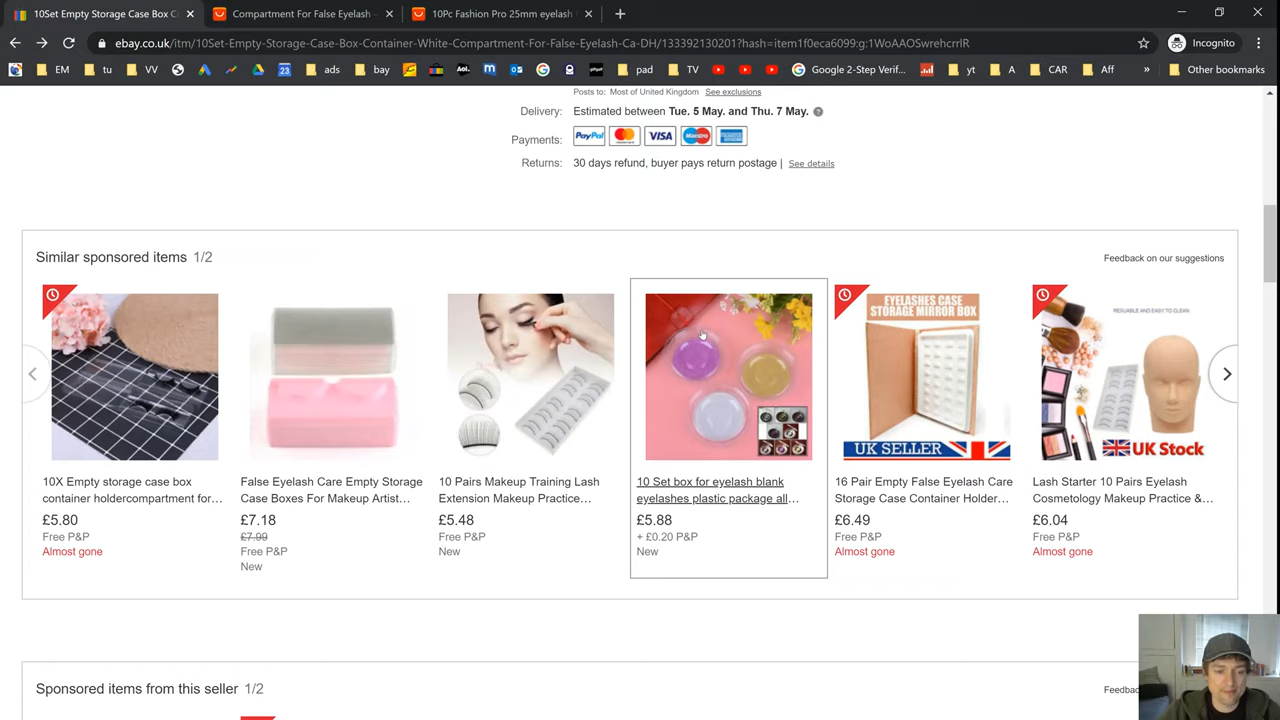 10Set Empty Storage Case Box C
Compartment For False Eyelash –
10Pc Fashion Pro 25mm eyelash
ebay.co.uk/itm/10Set-Empty-Storage-Case-Box-Container-White-Compartment-For-False-Eyelash-Ca-DH/133392130201?hash=item1f0eca6099:g:1WoAAOSwrehcrrlR
Incognito
EM
tu
VV
23
ads
bay
Aol.
pad
TV
Google 2-Step Verif...
yt
A
CAR
Aff
»
Other bookmarks
Posts to: Most of United Kingdom See exclusions
Delivery: Estimated between Tue. 5 May. and Thu. 7 May.
Payments: PayPal VISA Maestro
Returns: 30 days refund, buyer pays return postage | See details
Similar sponsored items 1/2
Feedback on our suggestions
EYELASHES CASE
STORAGE MIRROR BOX
UK SELLER
REUSABLE AND EASY TO CLEAN
UK Stock
10X Empty storage case box
container holdercompartment for...
£5.80
Free P&P
Almost gone
False Eyelash Care Empty Storage
Case Boxes For Makeup Artist...
£7.18
£7.99
Free P&P
New
10 Pairs Makeup Training Lash
Extension Makeup Practice...
£5.48
Free P&P
New
10 Set box for eyelash blank
eyelashes plastic package all...
£5.88
+ £0.20 P&P
New
16 Pair Empty False Eyelash Care
Storage Case Container Holder...
£6.49
Free P&P
Almost gone
Lash Starter 10 Pairs Eyelash
Cosmetology Makeup Practice &...
£6.04
Free P&P
Almost gone
Sponsored items from this seller 1/2
Feedbac